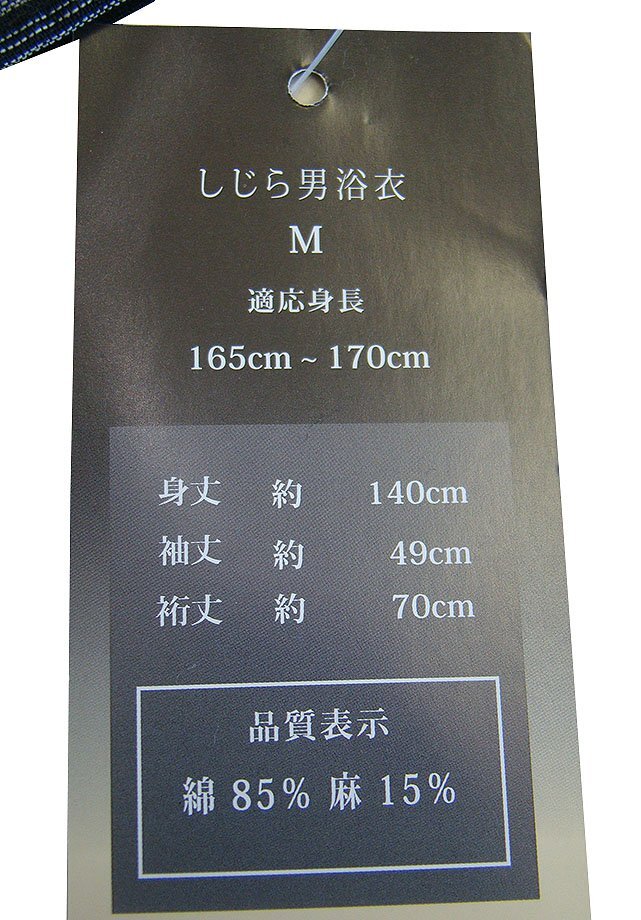 しじら男浴衣
M
適応身長
165cm ~ 170cm
身丈 約 140cm
袖丈 約 49cm
裄丈 約 70cm
品質表示
綿 85% 麻 15%